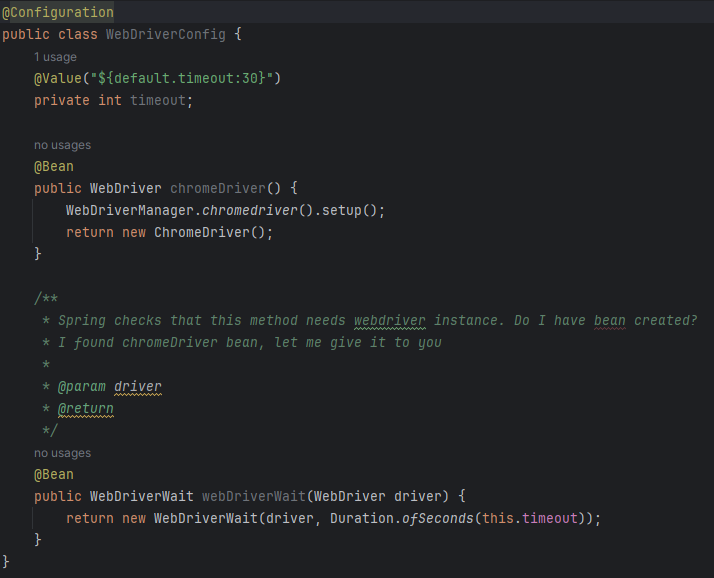 @Configuration
public class WebDriverConfig {
1 usage
@Value("${default.timeout:30}")
private int timeout;
no usages
@Bean
public WebDriver chromeDriver() {
WebDriverManager.chromedriver().setup();
return new ChromeDriver();
}
/**
* Spring checks that this method needs webdriver instance. Do I have bean created?
* I found chromeDriver bean, let me give it to you
*
* @param driver
* @return
*/
no usages
@Bean
public WebDriverWait webDriverWait(WebDriver driver) {
return new WebDriverWait(driver, Duration.ofSeconds(this.timeout));
}
}